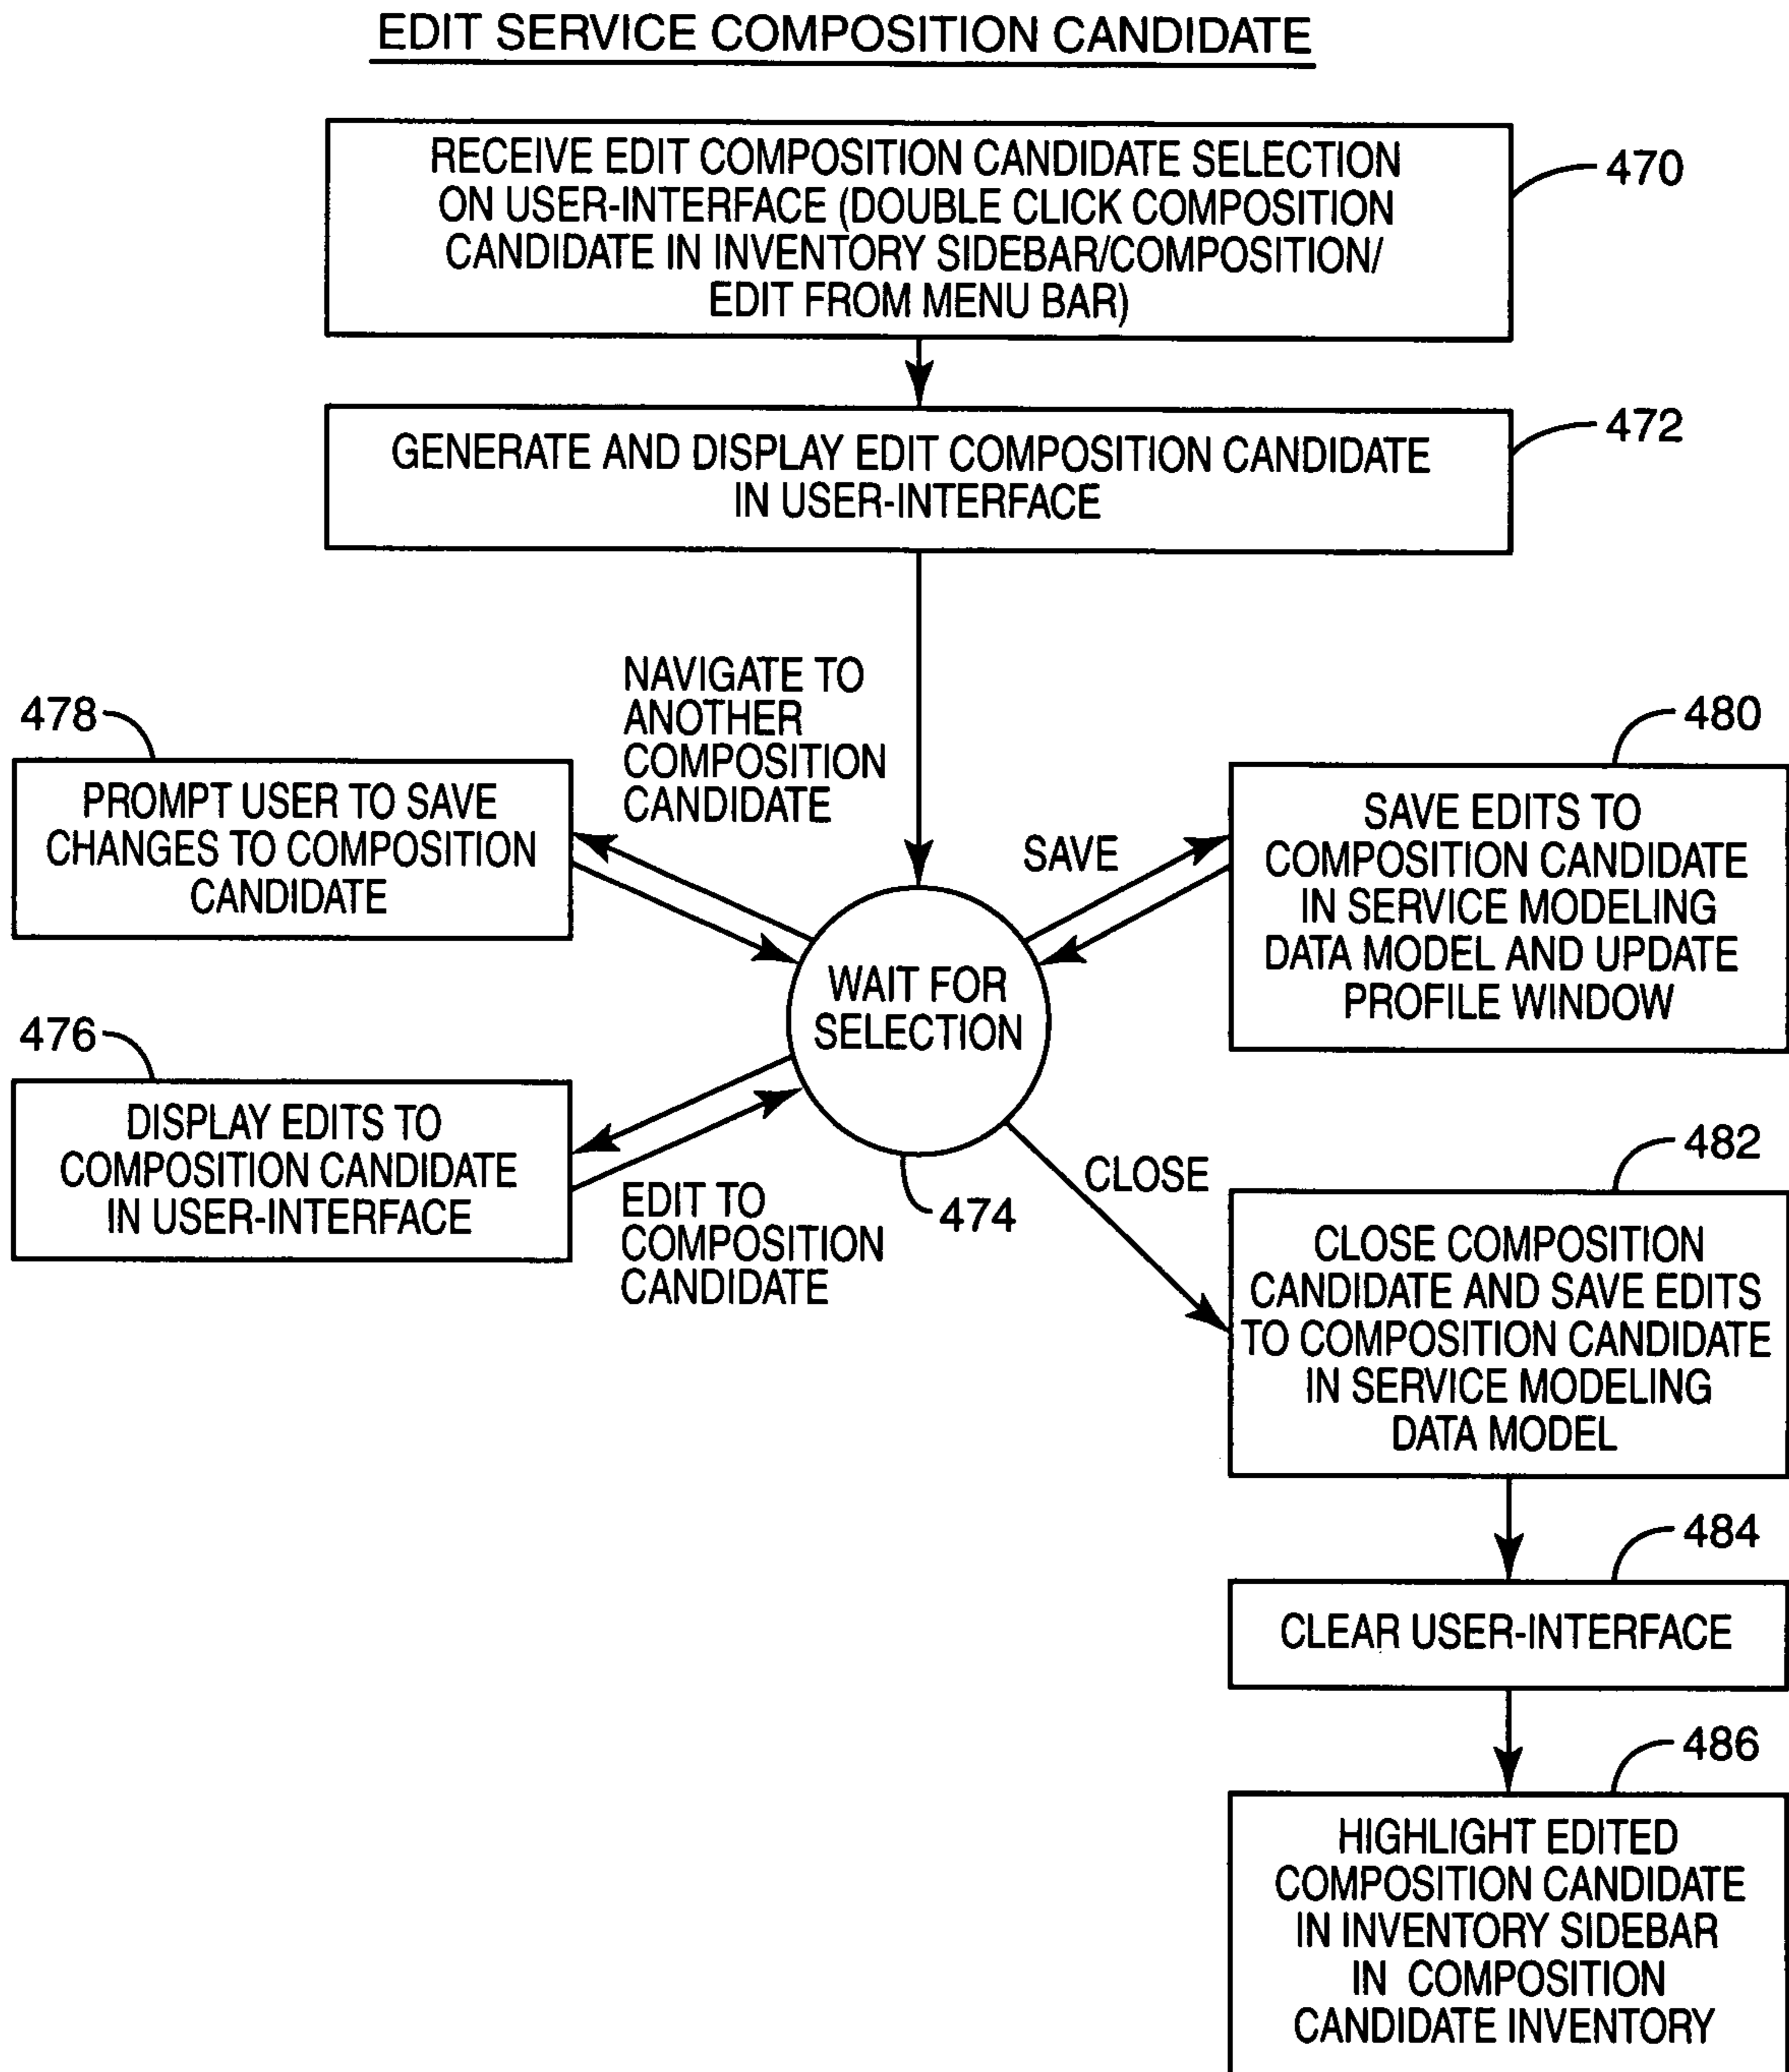 EDIT SERVICE COMPOSITION CANDIDATE
RECEIVE EDIT COMPOSITION CANDIDATE SELECTION
ON USER-INTERFACE (DOUBLE CLICK COMPOSITION
CANDIDATE IN INVENTORY SIDEBAR/COMPOSITION/
EDIT FROM MENU BAR)
470
GENERATE AND DISPLAY EDIT COMPOSITION CANDIDATE
IN USER-INTERFACE
472
NAVIGATE TO
ANOTHER
COMPOSITION
CANDIDATE
478
PROMPT USER TO SAVE
CHANGES TO COMPOSITION
CANDIDATE
SAVE
480
SAVE EDITS TO
COMPOSITION CANDIDATE
IN SERVICE MODELING
DATA MODEL AND UPDATE
PROFILE WINDOW
WAIT FOR
SELECTION
474
476
DISPLAY EDITS TO
COMPOSITION CANDIDATE
IN USER-INTERFACE
EDIT TO
COMPOSITION
CANDIDATE
CLOSE
482
CLOSE COMPOSITION
CANDIDATE AND SAVE EDITS
TO COMPOSITION CANDIDATE
IN SERVICE MODELING
DATA MODEL
484
CLEAR USER-INTERFACE
486
HIGHLIGHT EDITED
COMPOSITION CANDIDATE
IN INVENTORY SIDEBAR
IN COMPOSITION
CANDIDATE INVENTORY